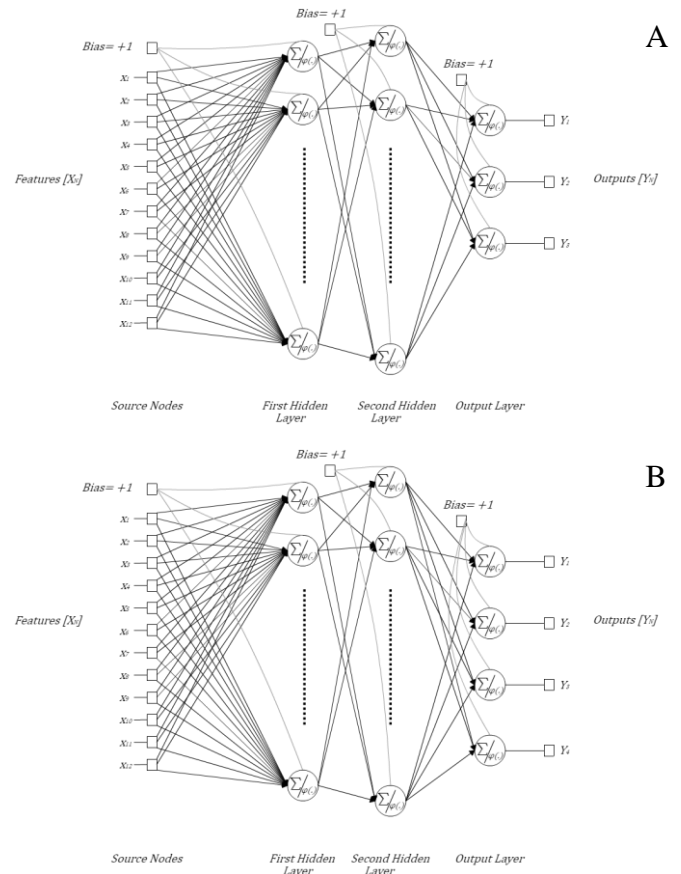 A
Bias= +1
Bias= +1
Bias= +1
X1
X2
X3
X4
X5
X6
X7
X8
X9
X10
X11
X12
Features [XN]
Σ φ(.)
Σ φ(.)
Σ φ(.)
Σ φ(.)
Σ φ(.)
Σ φ(.)
Σ φ(.)
Σ φ(.)
Σ φ(.)
Y1
Y2
Y3
Outputs [YN]
Source Nodes
First Hidden
Layer
Second Hidden
Layer
Output Layer
B
Bias= +1
Bias= +1
Bias= +1
X1
X2
X3
X4
X5
X6
X7
X8
X9
X10
X11
X12
Features [XN]
Σ φ(.)
Σ φ(.)
Σ φ(.)
Σ φ(.)
Σ φ(.)
Σ φ(.)
Σ φ(.)
Σ φ(.)
Σ φ(.)
Σ φ(.)
Y1
Y2
Y3
Y4
Outputs [YN]
Source Nodes
First Hidden
Layer
Second Hidden
Layer
Output Layer